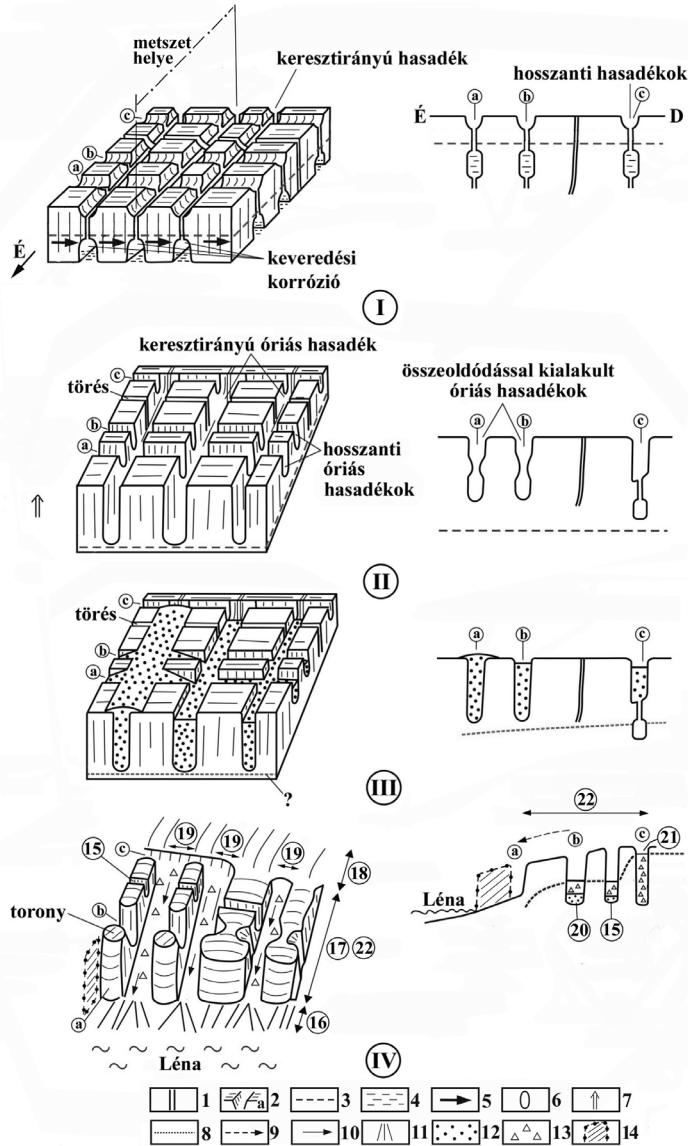 metszet
helye
keresztirányú hasadék
c
b
a
É
keveredési
korrózió
hosszanti hasadékok
a
b
c
É
D
I
keresztirányú óriás hasadék
törés
c
b
a
hosszanti
óriás
hasadékok
összeoldódással kialakult
óriás hasadékok
a
b
c
II
törés
c
b
a
?
a
b
c
III
15
c
19
19
19
18
torony
b
17
22
a
16
Léna
22
a
b
c
21
Léna
20
15
IV
1
2
a
3
4
5
6
7
8
9
10
11
12
13
14